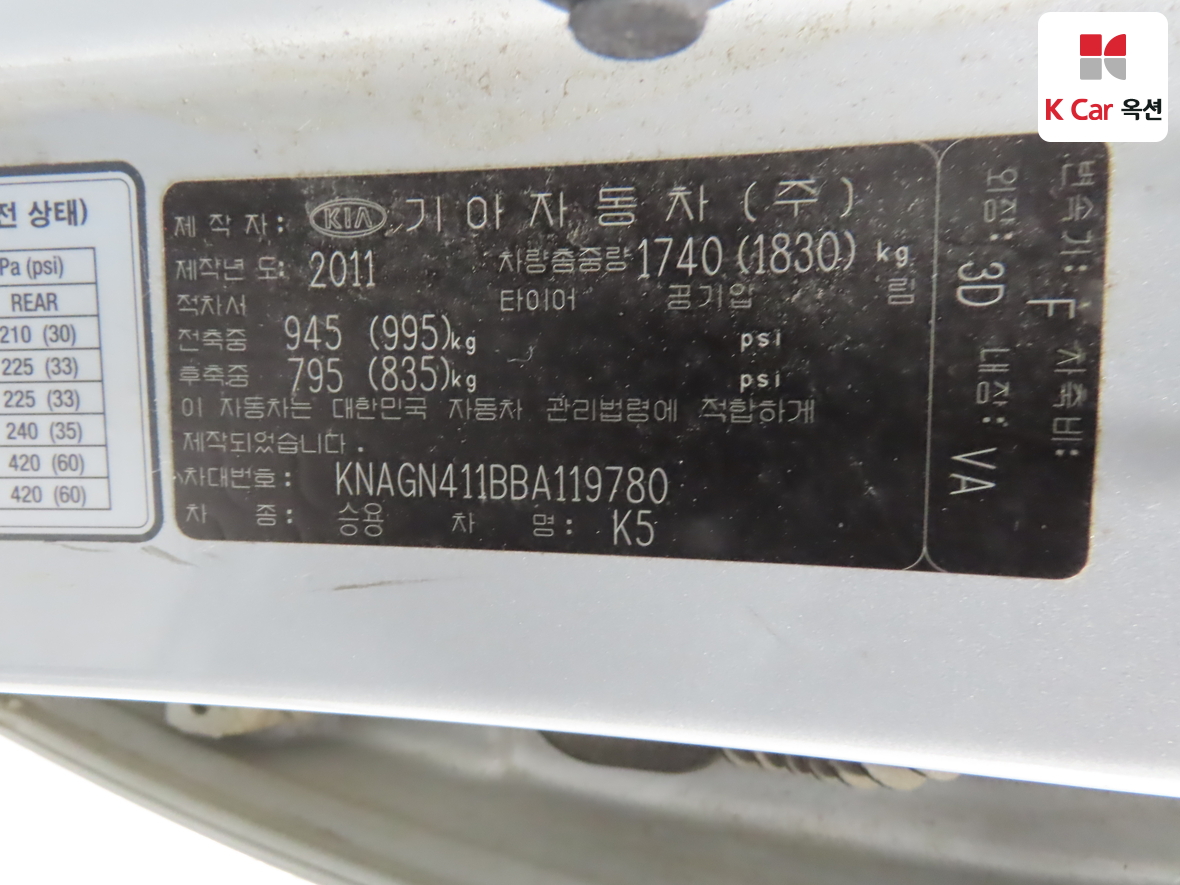 K Car 옥션
전 상태)
Pa (psi)
REAR
210 (30)
225 (33)
225 (33)
240 (35)
420 (60)
420 (60)
제 작 자 : KIA 기 아 자 동 차 ( 주 )
제작년 도: 2011 차량총중량 1740 (1830) kg
적차시 타이어 공기압 림
전축중 945 (995)kg psi
후축중 795 (835)kg psi
이 자동차는 대한민국 자동차 관리법령에 적합하게
제작되었습니다.
차대번호: KNAGN411BBA119780
차 종: 승용 차 명: K5
변속기: F 차축비:
외장: 3D 내장: VA